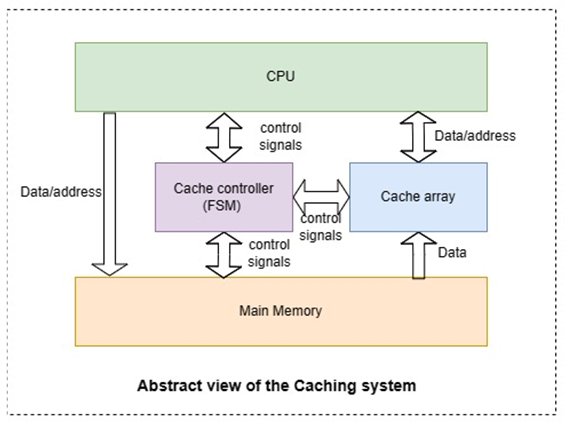 CPU
control
signals
Data/address
Data/address
Cache controller
(FSM)
control
signals
Cache array
control
signals
Data
Main Memory
Abstract view of the Caching system